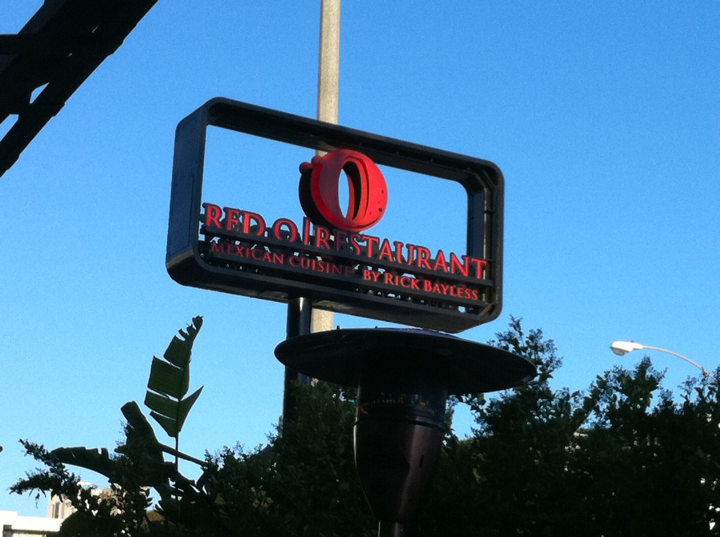 RED O | RESTAURANT
MEXICAN CUISINE BY RICK BAYLESS